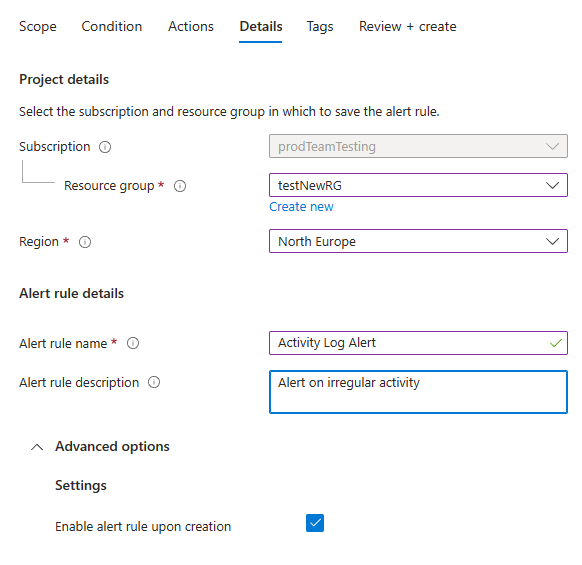 Scope Condition Actions Details Tags Review + create
Project details
Select the subscription and resource group in which to save the alert rule.
Subscription prodTeamTesting
Resource group * testNewRG
Create new
Region * North Europe
Alert rule details
Alert rule name * Activity Log Alert
Alert rule description Alert on irregular activity
Advanced options
Settings
Enable alert rule upon creation